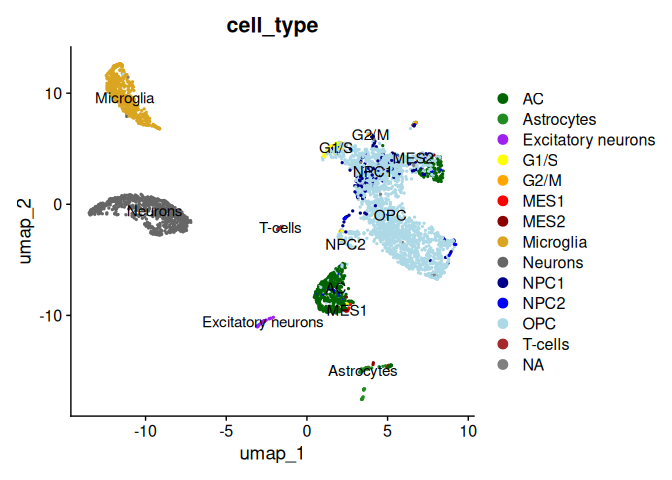 cell_type
10
0
-10
umap_2
-10
-5
0
5
10
umap_1
Microglia
G2/M
G1/S
MES2
NPC1
Neurons
OPC
T-cells
NPC2
AC
MES1
Excitatory neurons
Astrocytes
AC
Astrocytes
Excitatory neurons
G1/S
G2/M
MES1
MES2
Microglia
Neurons
NPC1
NPC2
OPC
T-cells
NA